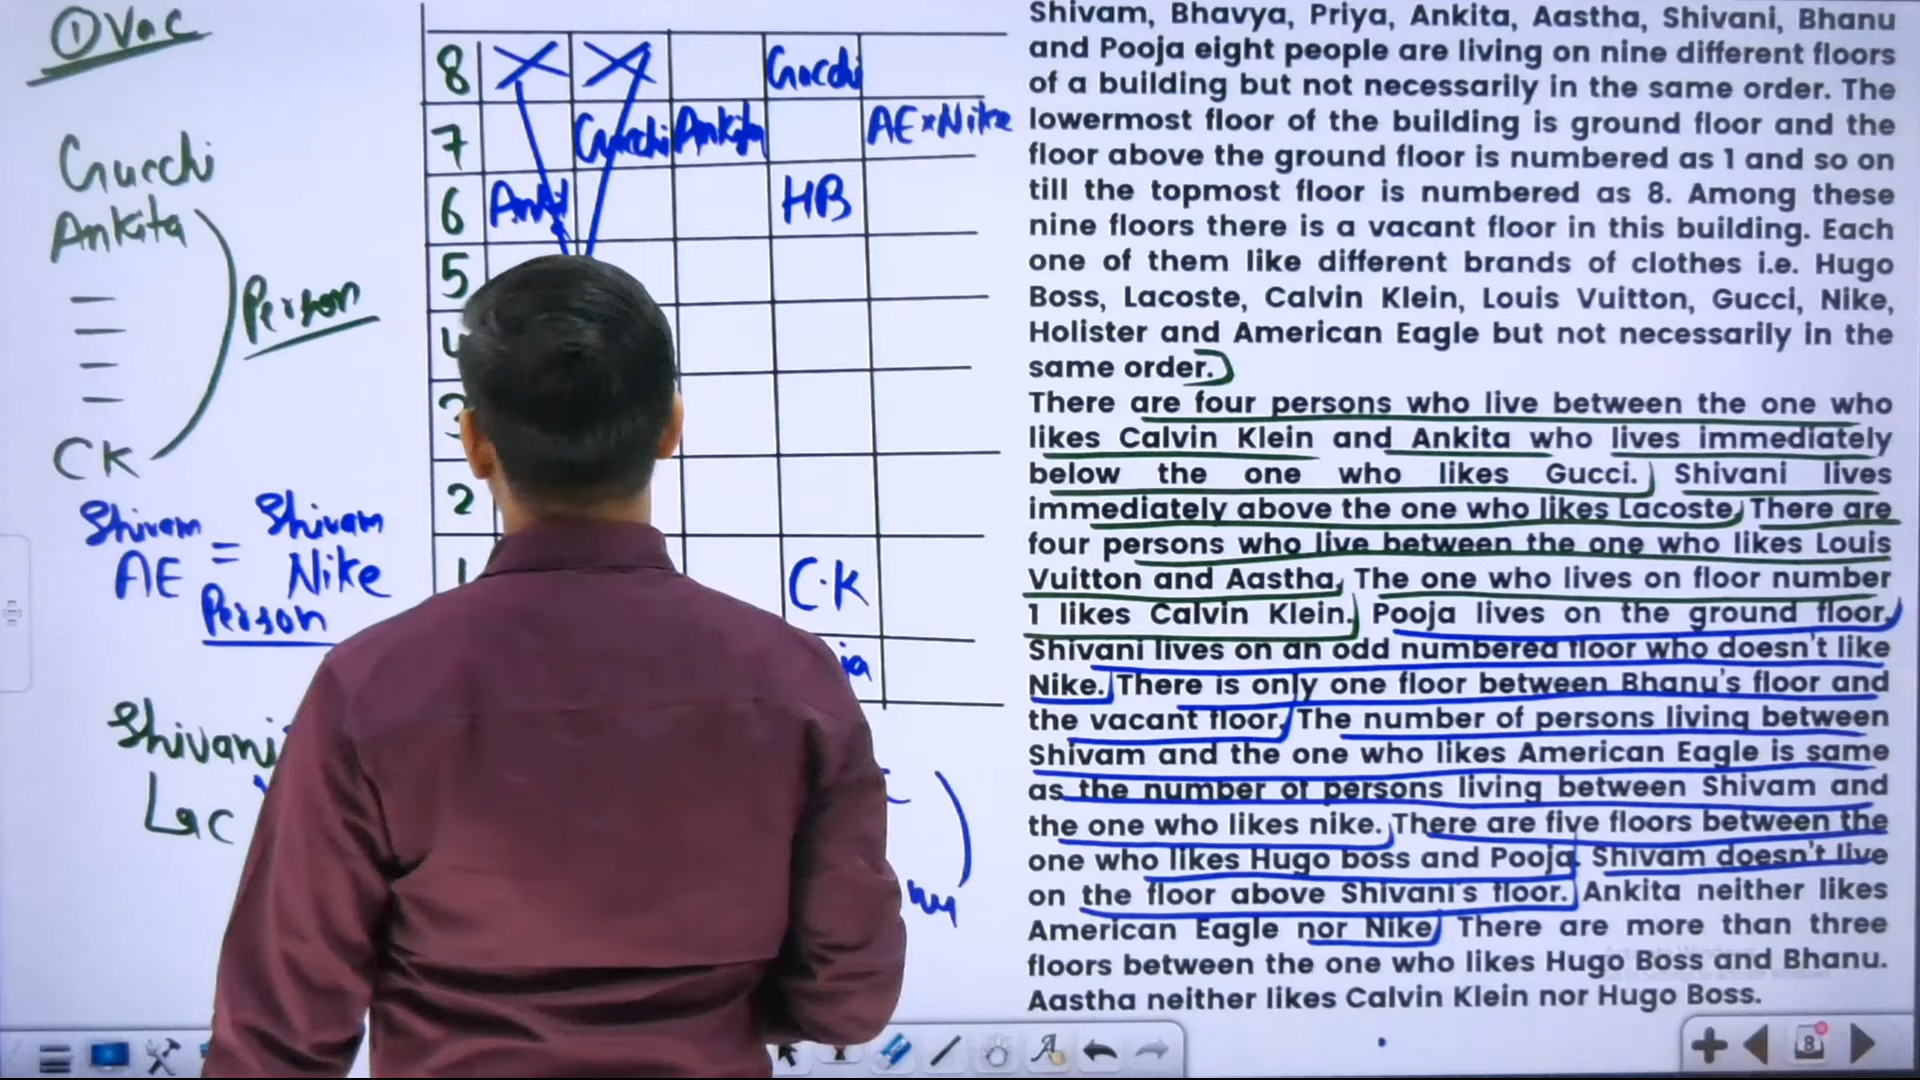 ① Vac
Gucchi
Ankita
Person
CK
Shivam = Shivam
AE Nike
Person
Shivani
Lac
8 Gucchi
7 Gucchi Ankita AE × Nike
6 HB
5
4
2
1 C.K
Shivam, Bhavya, Priya, Ankita, Aastha, Shivani, Bhanu
and Pooja eight people are living on nine different floors
of a building but not necessarily in the same order. The
lowermost floor of the building is ground floor and the
floor above the ground floor is numbered as 1 and so on
till the topmost floor is numbered as 8. Among these
nine floors there is a vacant floor in this building. Each
one of them like different brands of clothes i.e. Hugo
Boss, Lacoste, Calvin Klein, Louis Vuitton, Gucci, Nike,
Holister and American Eagle but not necessarily in the
same order.
There are four persons who live between the one who
likes Calvin Klein and Ankita who lives immediately
below the one who likes Gucci. Shivani lives
immediately above the one who likes Lacoste. There are
four persons who live between the one who likes Louis
Vuitton and Aastha. The one who lives on floor number
1 likes Calvin Klein. Pooja lives on the ground floor.
Shivani lives on an odd numbered floor who doesn't like
Nike. There is only one floor between Bhanu's floor and
the vacant floor. The number of persons living between
Shivam and the one who likes American Eagle is same
as the number of persons living between Shivam and
the one who likes nike. There are five floors between the
one who likes Hugo boss and Pooja. Shivam doesn't live
on the floor above Shivani's floor. Ankita neither likes
American Eagle nor Nike. There are more than three
floors between the one who likes Hugo Boss and Bhanu.
Aastha neither likes Calvin Klein nor Hugo Boss.
8